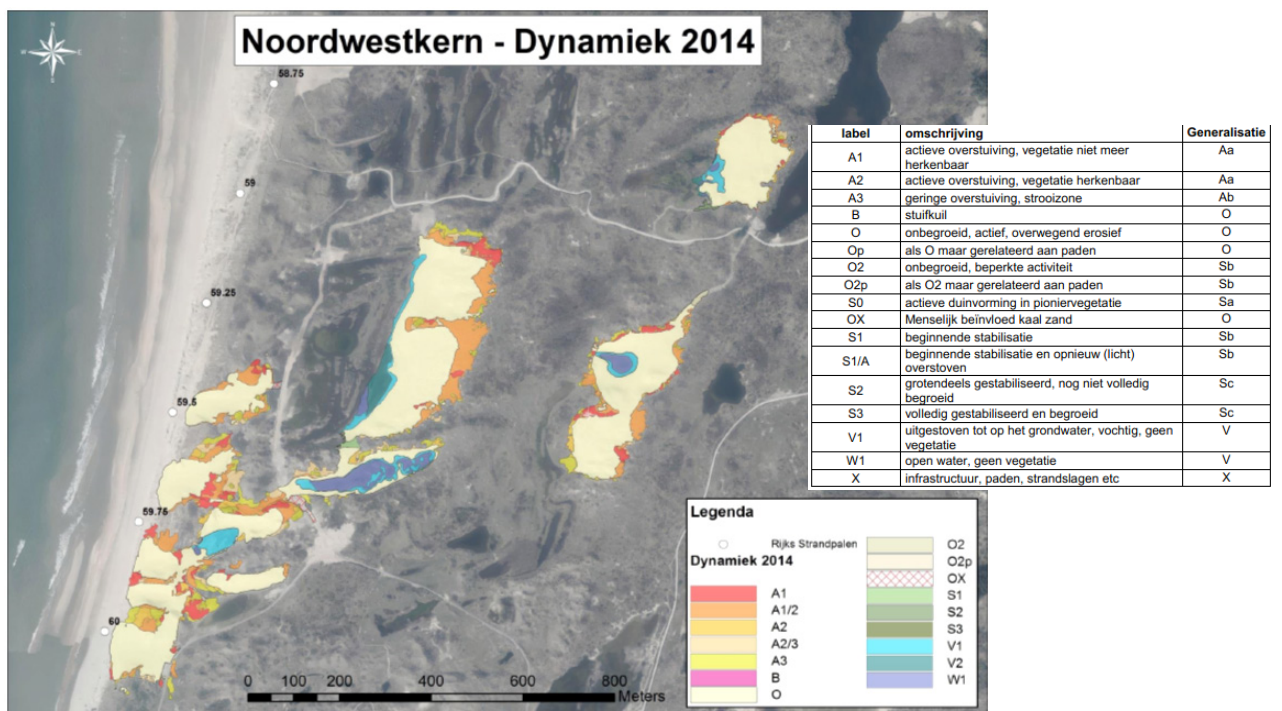 Noordwestkern - Dynamiek 2014
N
W
E
S
58.75
59
59.25
59.5
59.75
60
label omschrijving Generalisatie
A1 actieve overstuiving, vegetatie niet meer herkenbaar Aa
A2 actieve overstuiving, vegetatie herkenbaar Aa
A3 geringe overstuiving, strooizone Ab
B stuifkuil O
O onbegroeid, actief, overwegend erosief O
Op als O maar gerelateerd aan paden O
O2 onbegroeid, beperkte activiteit Sb
O2p als O2 maar gerelateerd aan paden Sb
S0 actieve duinvorming in pioniervegetatie Sa
OX Menselijk beïnvloed kaal zand O
S1 beginnende stabilisatie Sb
S1/A beginnende stabilisatie en opnieuw (licht) overstoven Sb
S2 grotendeels gestabiliseerd, nog niet volledig begroeid Sc
S3 volledig gestabiliseerd en begroeid Sc
V1 uitgestoven tot op het grondwater, vochtig, geen vegetatie V
W1 open water, geen vegetatie V
X infrastructuur, paden, strandslagen etc X
Legenda
Rijks Strandpalen
Dynamiek 2014
A1
A1/2
A2
A2/3
A3
B
O
O2
O2p
OX
S1
S2
S3
V1
V2
W1
0 100 200 400 600 800
Meters